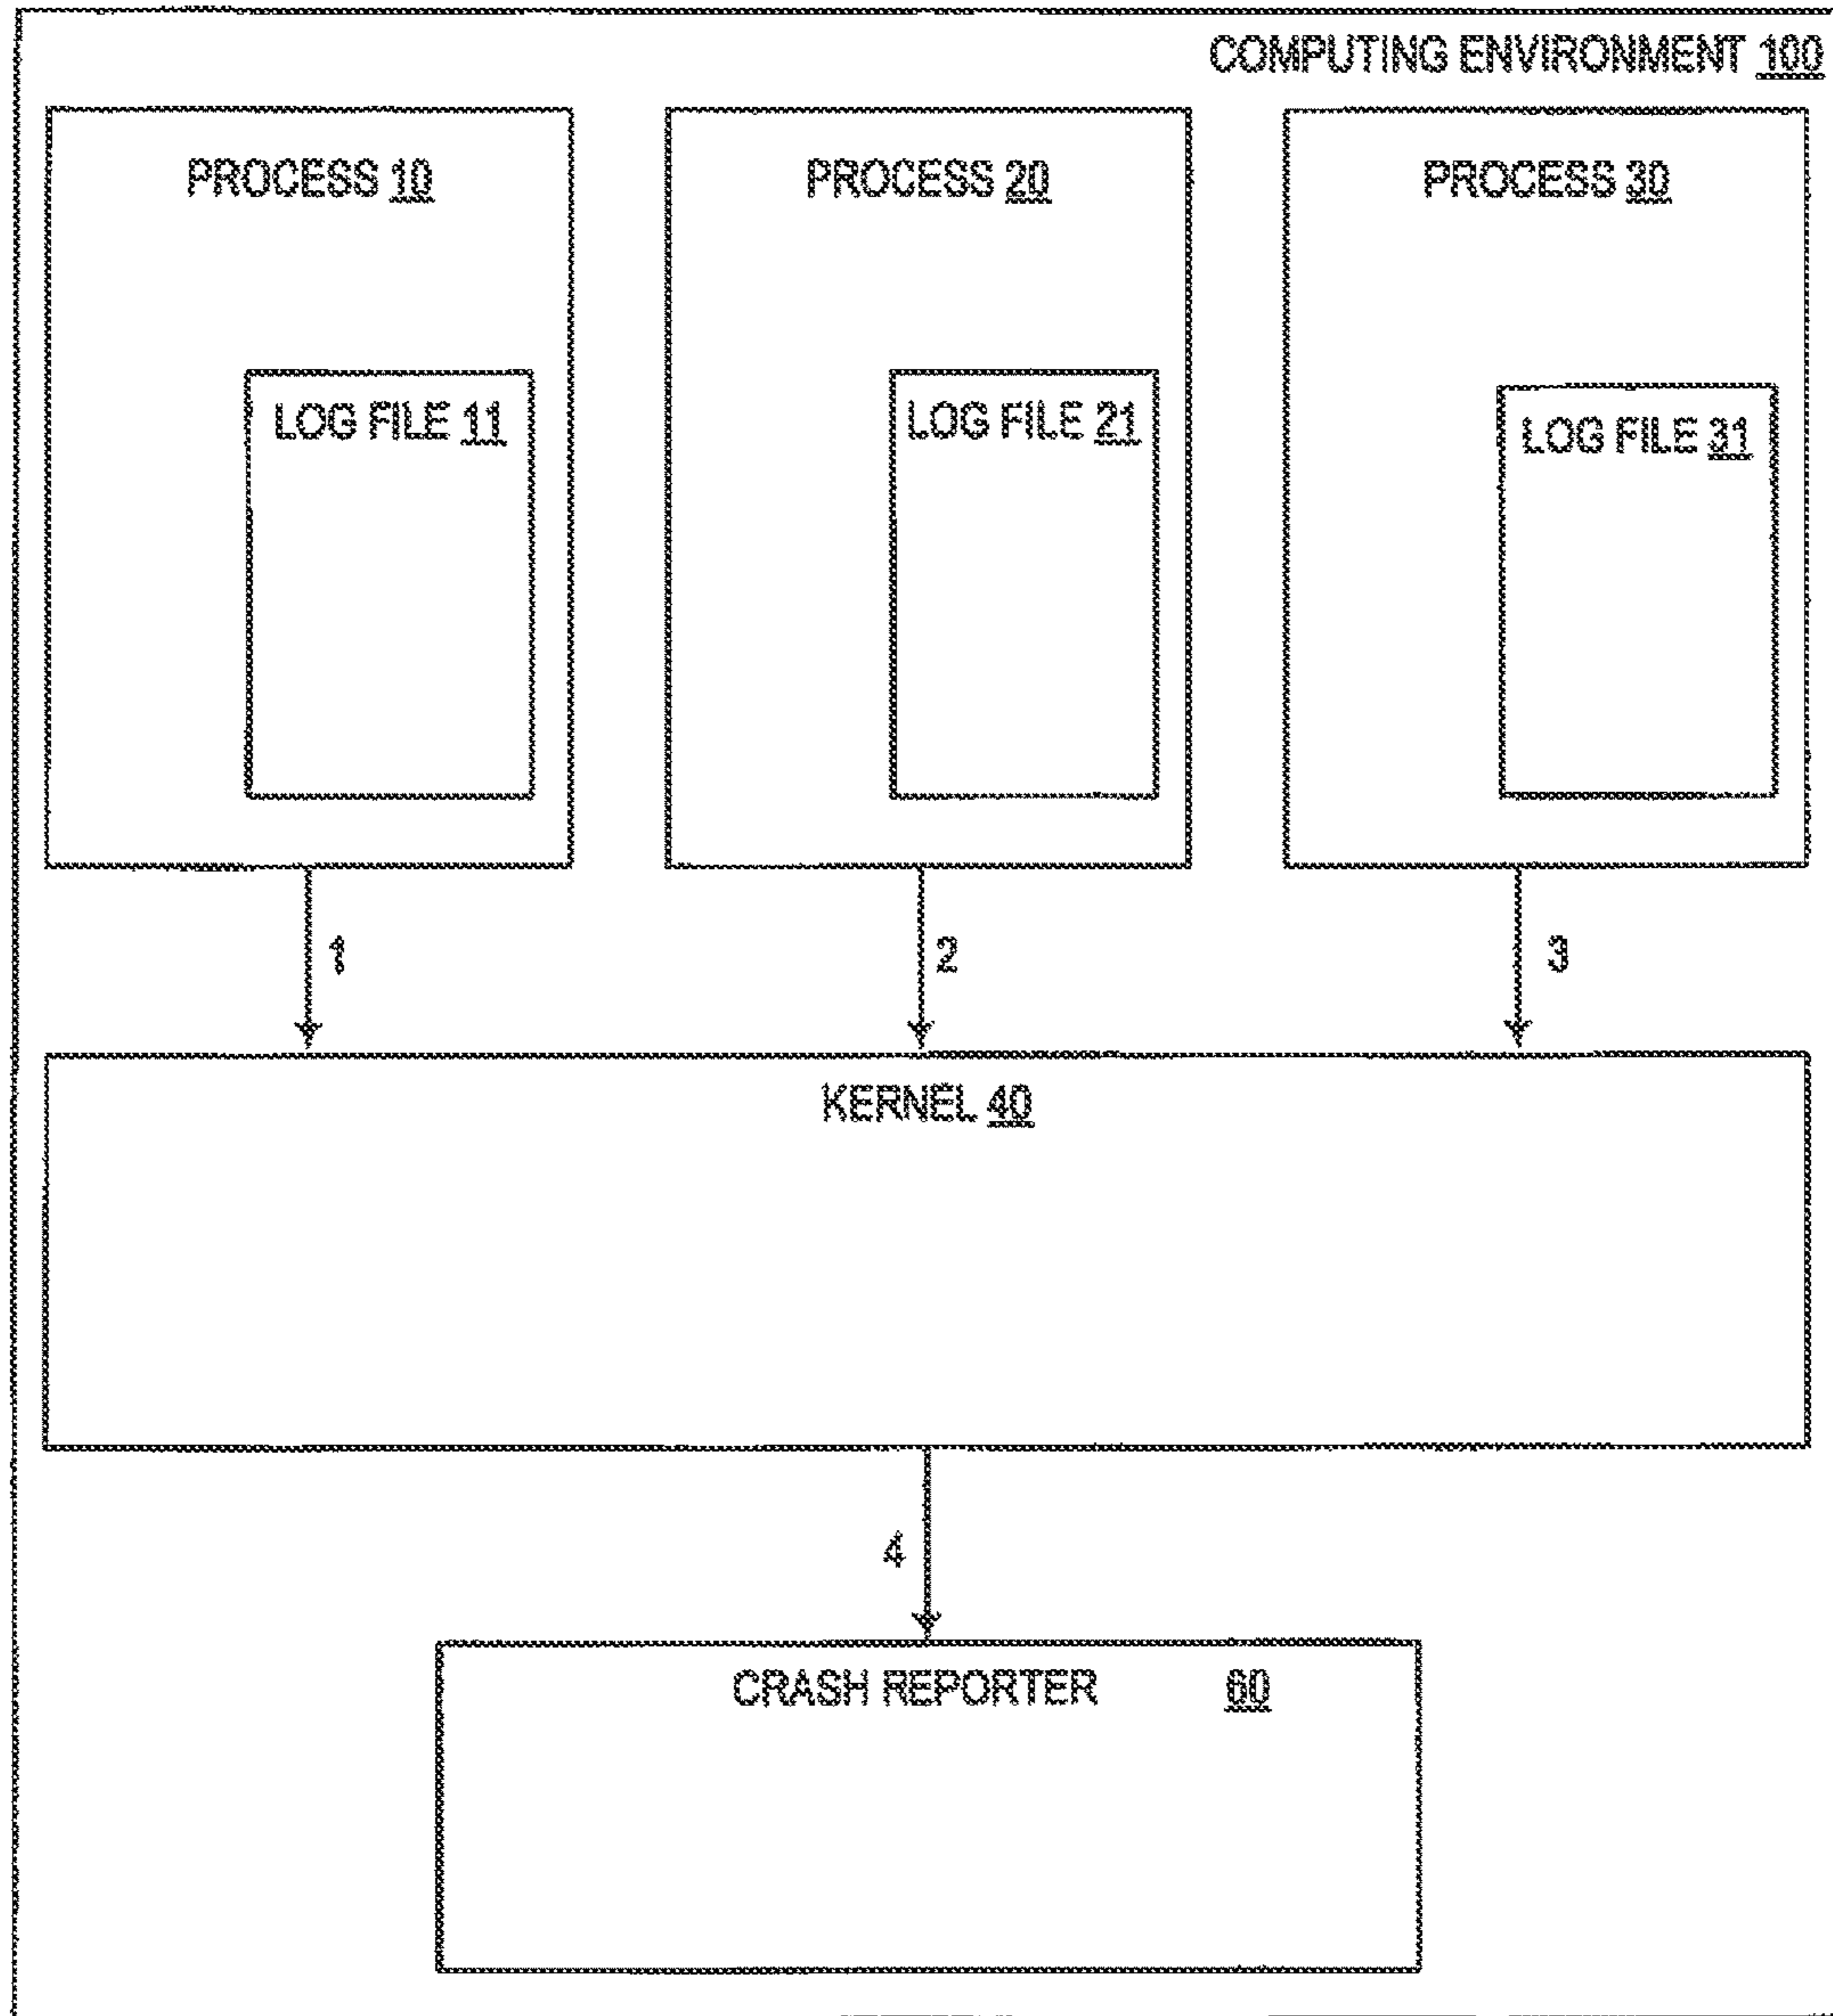 COMPUTING ENVIRONMENT 100
PROCESS 10
PROCESS 20
PROCESS 30
LOG FILE 11
LOG FILE 21
LOG FILE 31
1
2
3
KERNEL 40
4
CRASH REPORTER 60